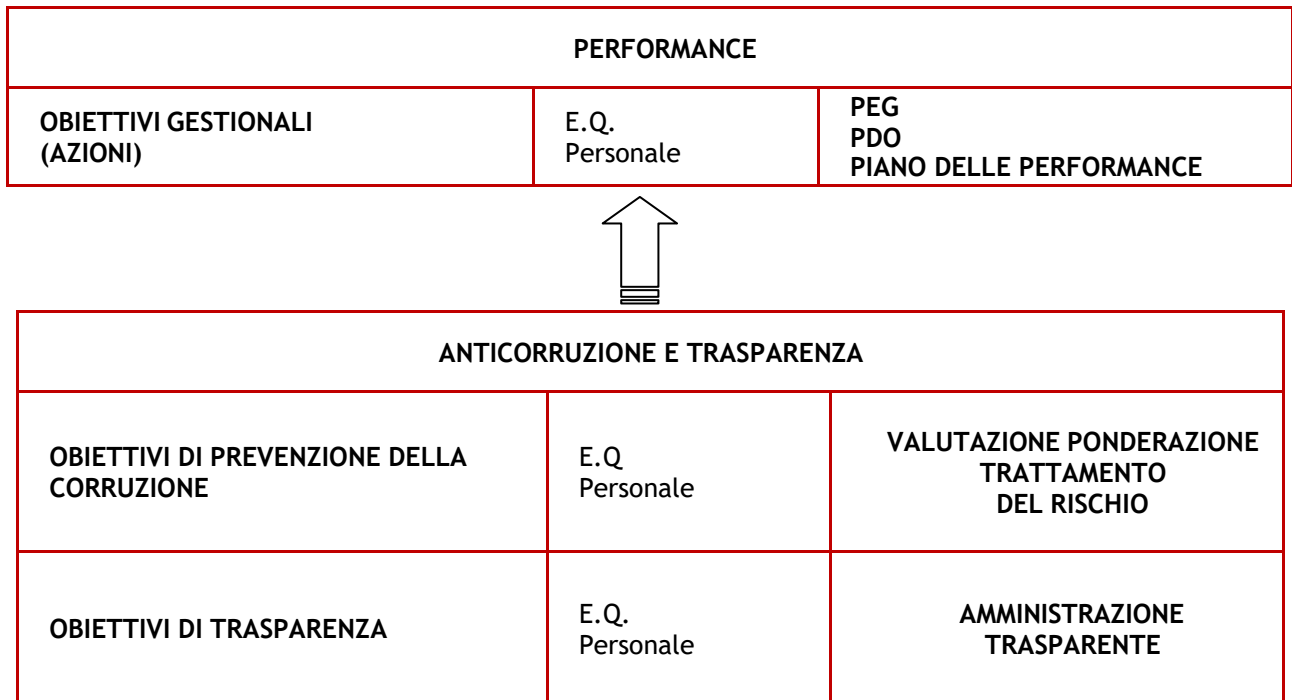 PERFORMANCE
OBIETTIVI GESTIONALI
(AZIONI)
E.Q.
Personale
PEG
PDO
PIANO DELLE PERFORMANCE
ANTICORRUZIONE E TRASPARENZA
OBIETTIVI DI PREVENZIONE DELLA
CORRUZIONE
E.Q
Personale
VALUTAZIONE PONDERAZIONE
TRATTAMENTO
DEL RISCHIO
OBIETTIVI DI TRASPARENZA
E.Q.
Personale
AMMINISTRAZIONE
TRASPARENTE